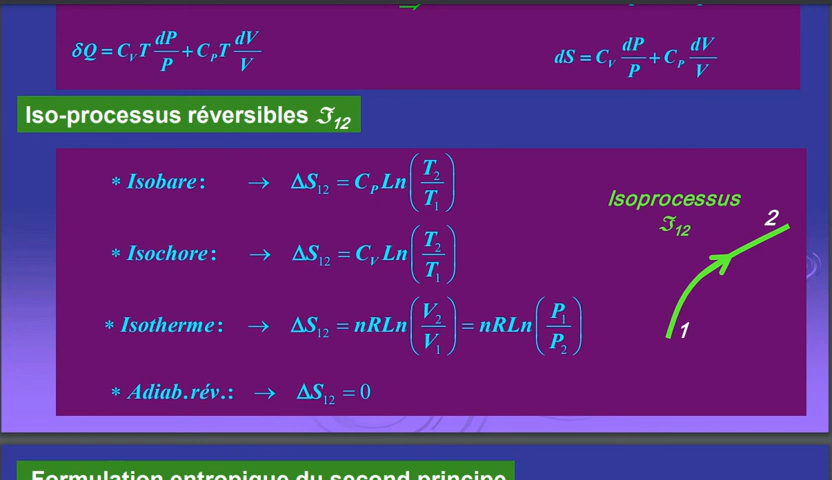 δQ = C_V T dP/P + C_P T dV/V
dS = C_V dP/P + C_P dV/V
Iso-processus réversibles ℑ₁₂
* Isobare: → ΔS₁₂ = C_P Ln(T₂/T₁)
* Isochore: → ΔS₁₂ = C_V Ln(T₂/T₁)
* Isotherme: → ΔS₁₂ = nRLn(V₂/V₁) = nRLn(P₁/P₂)
* Adiab.rév.: → ΔS₁₂ = 0
Isoprocessus
ℑ₁₂
2
1
Formulation entropique du second principe